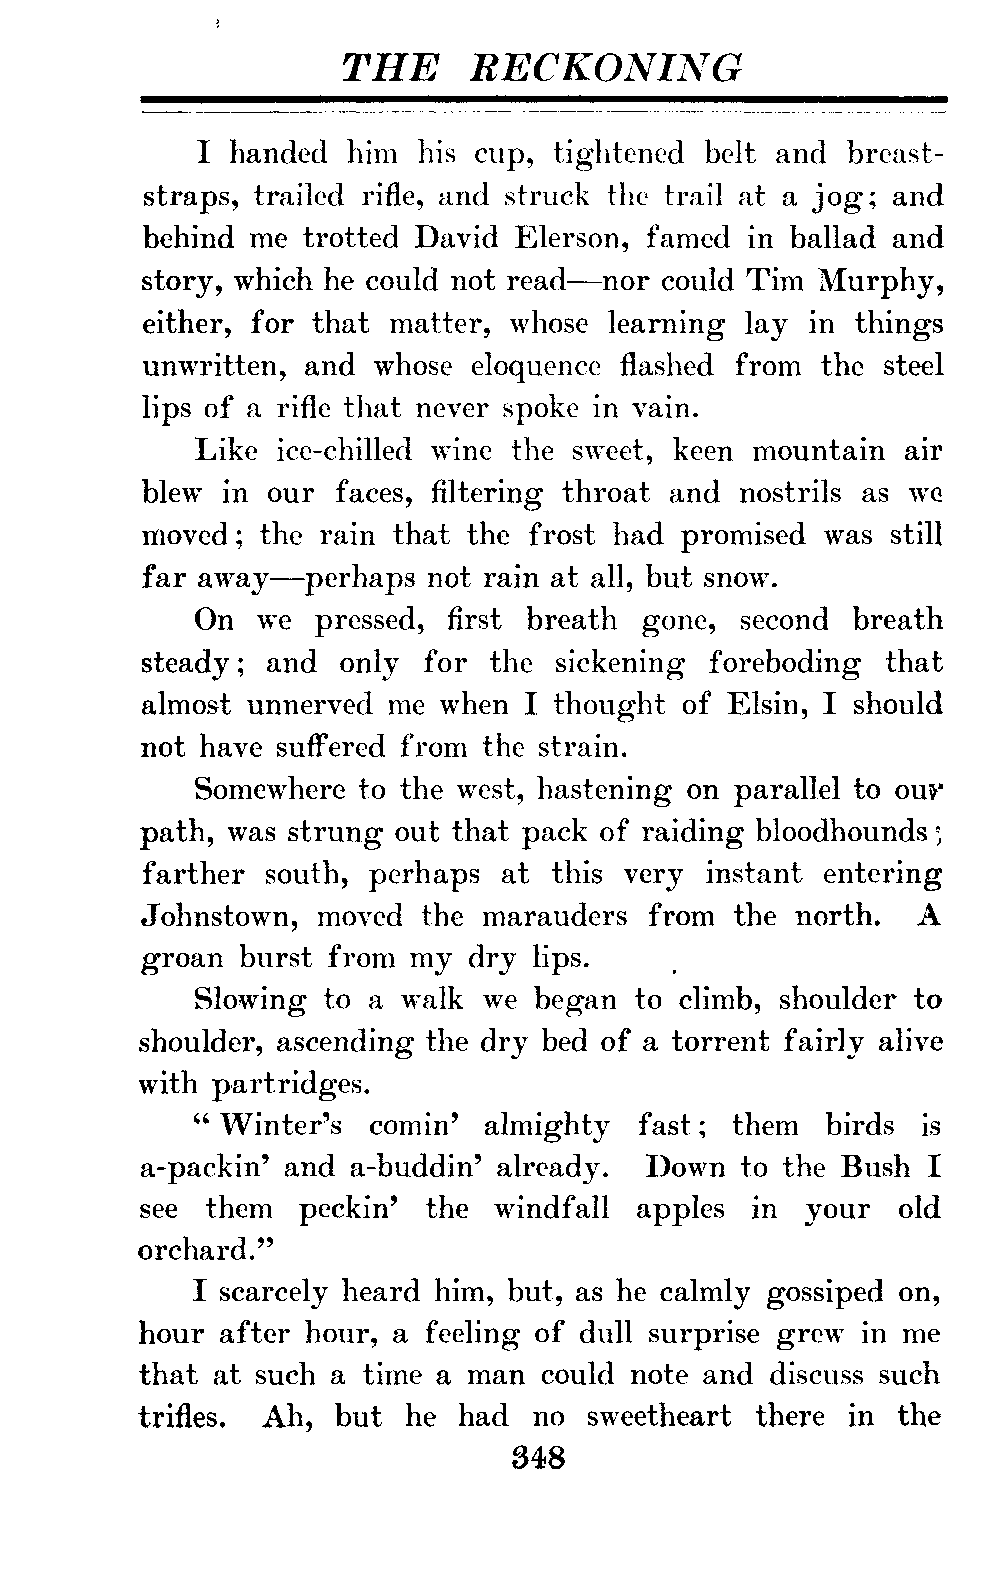 THE RECKONING
I handed him his cup, tightened belt and breast-
straps, trailed rifle, and struck the trail at a jog; and
behind me trotted David Elerson, famed in ballad and
story, which he could not read—nor could Tim Murphy,
either, for that matter, whose learning lay in things
unwritten, and whose eloquence flashed from the steel
lips of a rifle that never spoke in vain.
Like ice-chilled wine the sweet, keen mountain air
blew in our faces, filtering throat and nostrils as we
moved; the rain that the frost had promised was still
far away—perhaps not rain at all, but snow.
On we pressed, first breath gone, second breath
steady; and only for the sickening foreboding that
almost unnerved me when I thought of Elsin, I should
not have suffered from the strain.
Somewhere to the west, hastening on parallel to our
path, was strung out that pack of raiding bloodhounds;
farther south, perhaps at this very instant entering
Johnstown, moved the marauders from the north. A
groan burst from my dry lips.
Slowing to a walk we began to climb, shoulder to
shoulder, ascending the dry bed of a torrent fairly alive
with partridges.
“Winter’s comin’ almighty fast; them birds is
a-packin’ and a-buddin’ already. Down to the Bush I
see them peckin’ the windfall apples in your old
orchard.”
I scarcely heard him, but, as he calmly gossiped on,
hour after hour, a feeling of dull surprise grew in me
that at such a time a man could note and discuss such
trifles. Ah, but he had no sweetheart there in the
348